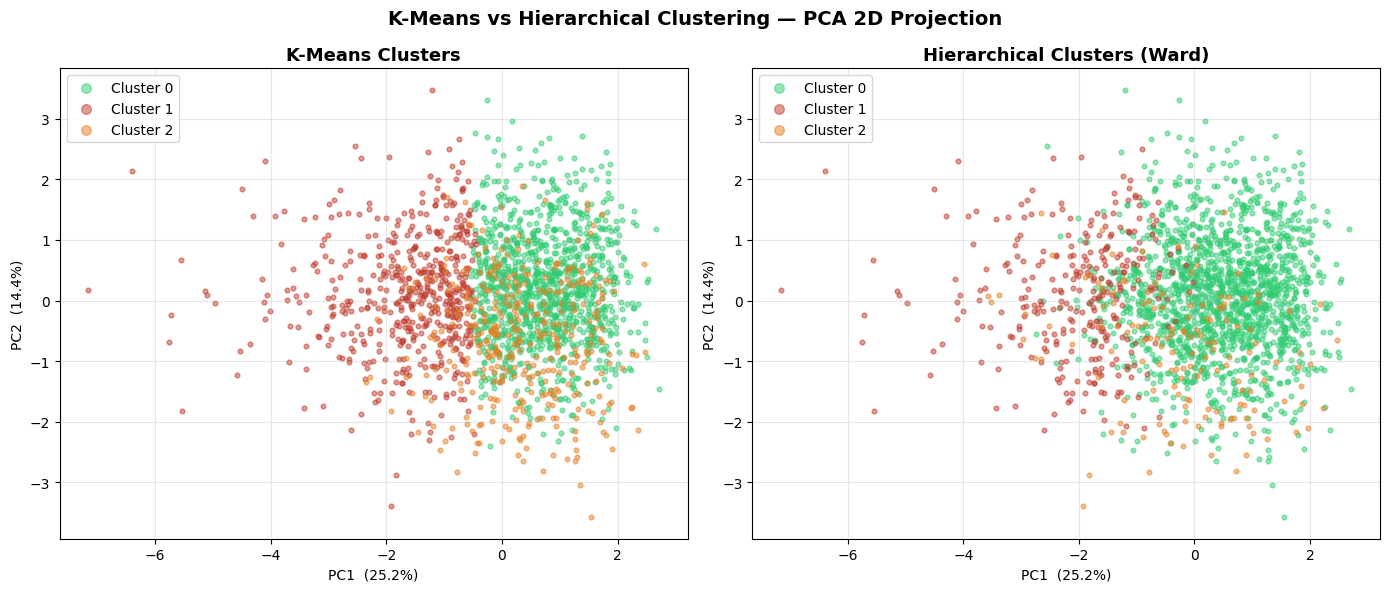 K-Means vs Hierarchical Clustering — PCA 2D Projection
K-Means Clusters
Cluster 0
Cluster 1
Cluster 2
3
2
1
0
−1
−2
−3
PC2  (14.4%)
−6
−4
−2
0
2
PC1  (25.2%)
Hierarchical Clusters (Ward)
Cluster 0
Cluster 1
Cluster 2
3
2
1
0
−1
−2
−3
PC2  (14.4%)
−6
−4
−2
0
2
PC1  (25.2%)